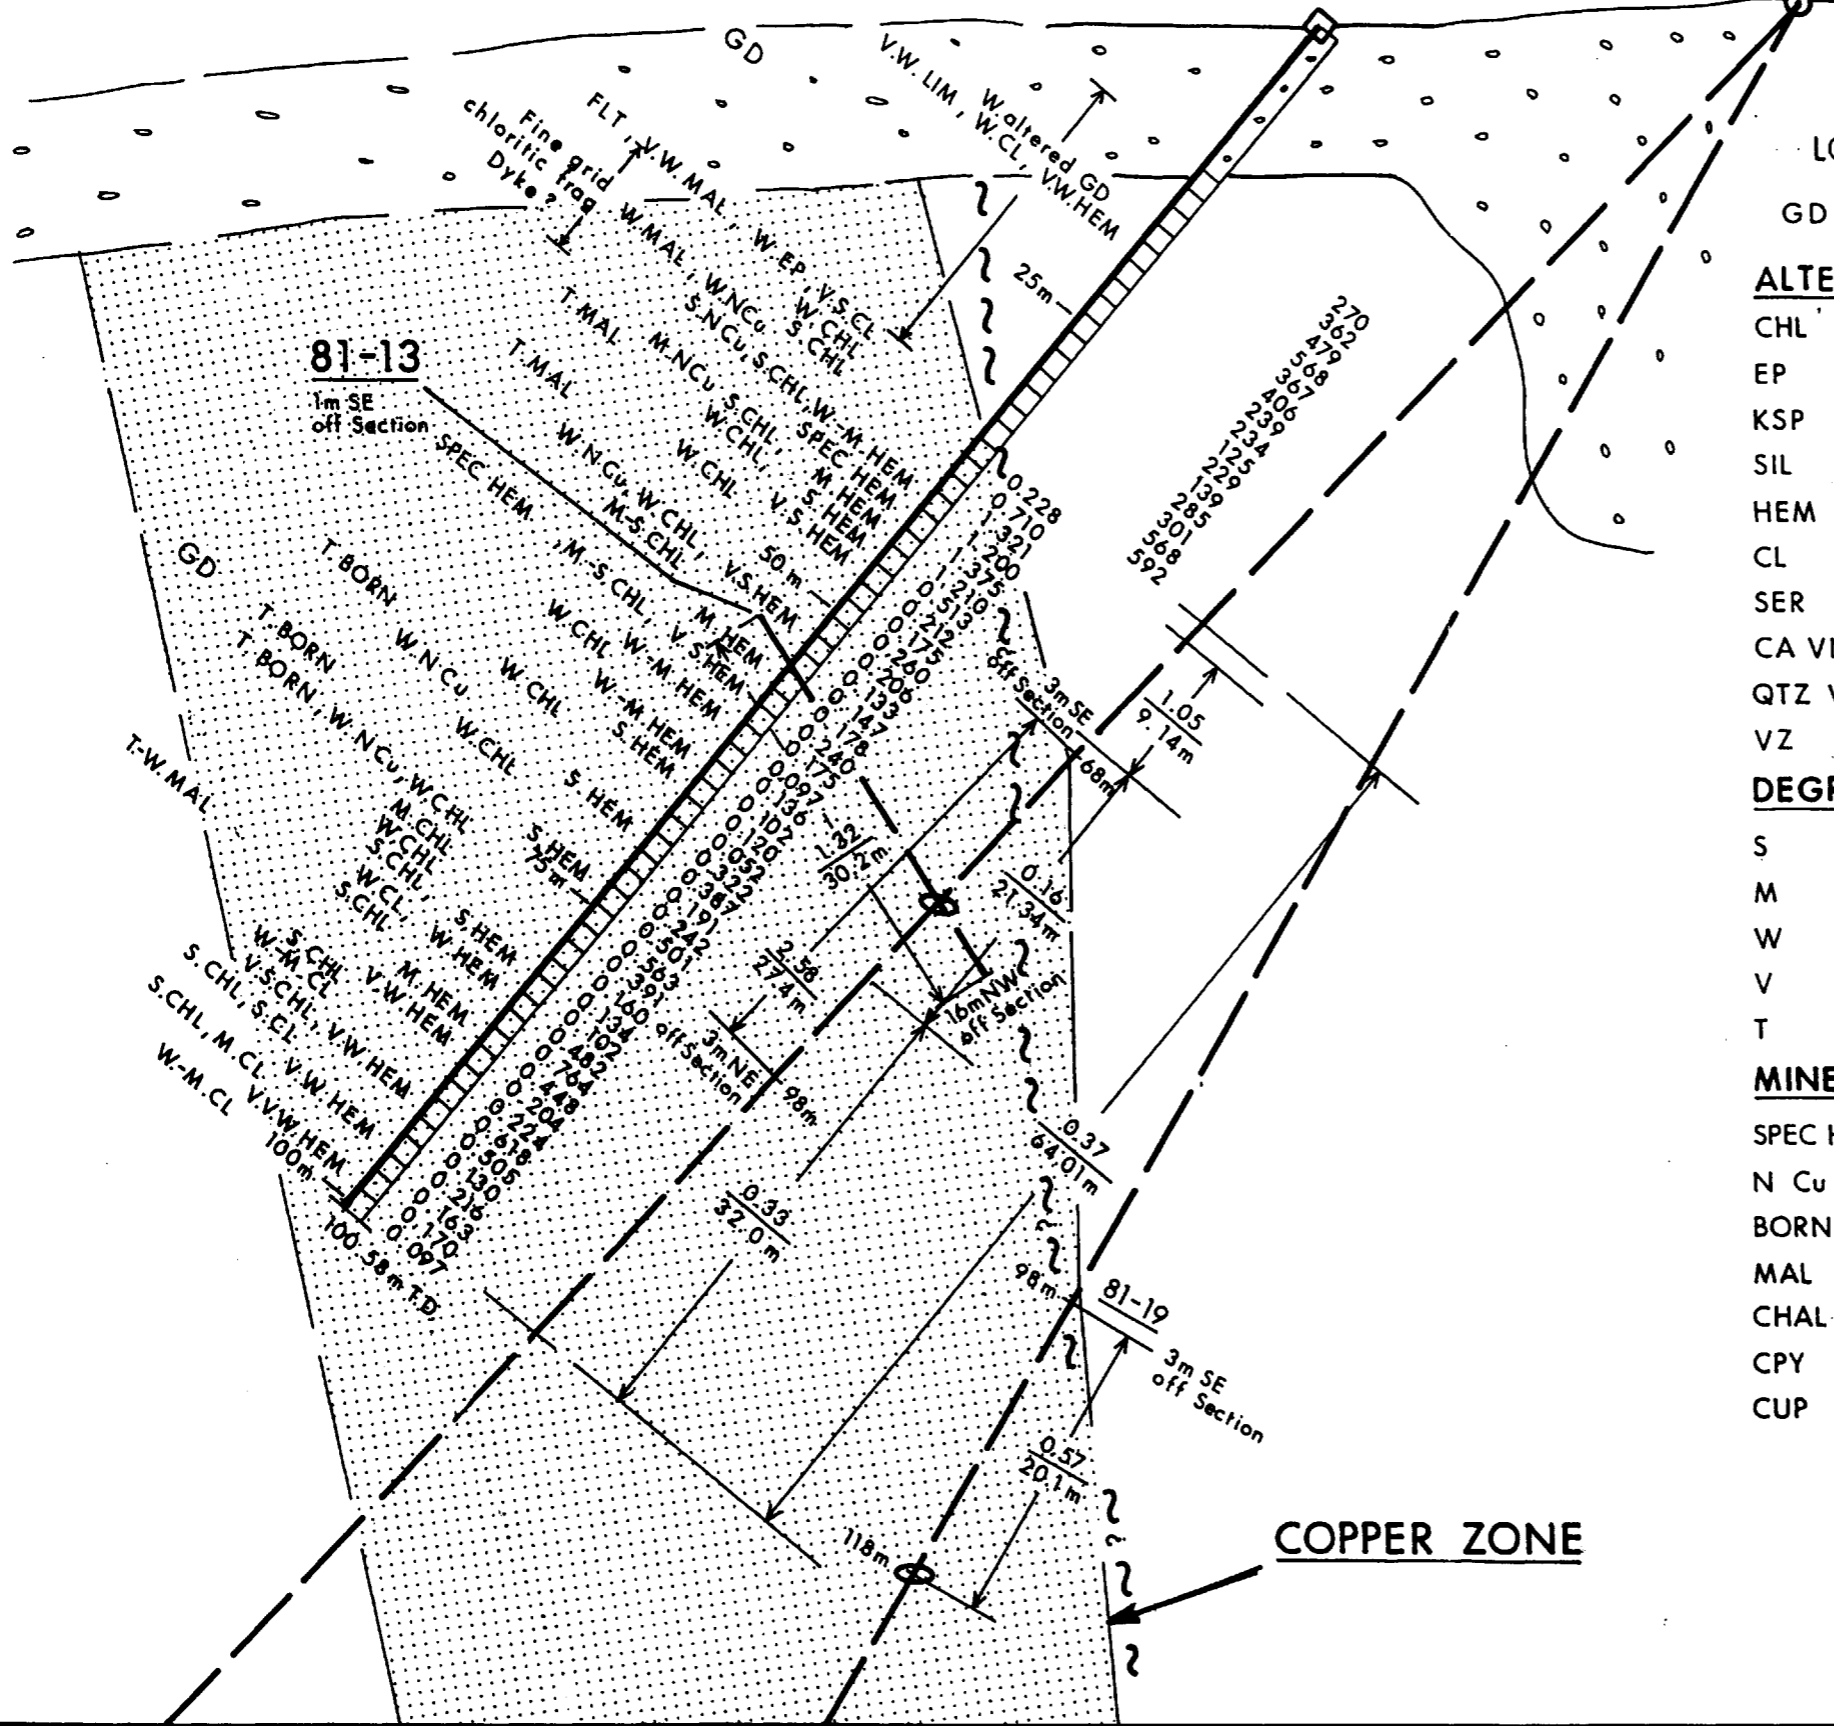 GD
V.W. LIM, W.CL, V.W.HEM
W.altered GD
FLT, V.W.MAL, W.EP, V.S.CL
Fine grid
chloritic frag
Dyke ?
W.CHL
W.MAL, W.NCu, S.CHL
S.NCu, S.CHL, W-M.HEM
SPEC HEM
T.MAL M.NCu S.CHL, M.HEM
W.CHL, S.HEM
T.MAL W.CHL V.S.HEM
81-13
1m SE
off Section
W.N.Cu, W.CHL, V.S.HEM
M-S.CHL
M.HEM
SPEC HEM, M.-S.CHL, V.S.HEM
W.CHL W-M.HEM
GD
T.BORN W.N.Cu W.CHL W-M.HEM
S.HEM
T.BORN W.CHL S.HEM
T.BORN, W.NCu, W.CHL S.HEM
M.CHL
W.CHL
S.CHL, S.HEM
W.CL, W.HEM
S.CHL M.HEM
T-W.MAL
S.CHL V.W.HEM
W-M.CL
V.S.CHL, V.W.HEM
S.CHL, S.CL
S.CHL, M.CL V.W.HEM
W.-M.CL V.V.W.HEM
25m
50m
75m
100m
100.58m T.D.
0.228
0.710
1.321
1.200
1.375
1.210
0.513
0.212
0.175
0.260
0.206
0.133
0.147
0.178
0.240
0.175
0.097
0.136
0.102
0.120
0.052
0.322
0.387
0.191
0.242
0.501
0.563
0.391
0.160
0.134
0.102
0.482
0.764
0.448
0.204
0.224
0.618
0.505
0.130
0.216
0.163
0.170
0.097
270
362
479
568
367
406
239
234
125
229
139
285
301
568
592
3m SE
off Section
68m
1.05
9.14m
1.32
30.2m
0.16
21.34m
2.58
27.4m
16m NW
off Section
3m NE
off Section
98m
0.37
64.01m
0.33
32.0m
98m
81-19
3m SE
off Section
0.57
20.1m
118m
COPPER ZONE
GD
CHL
EP
KSP
SIL
HEM
CL
SER
VZ
S
M
W
V
T
N Cu
BORN
MAL
CHAL
CPY
CUP